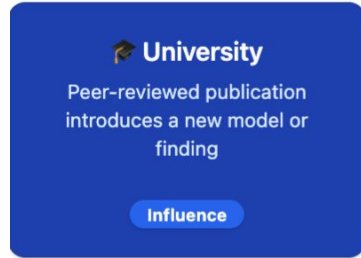 🎓 University
Peer-reviewed publication
introduces a new model or
finding
Influence